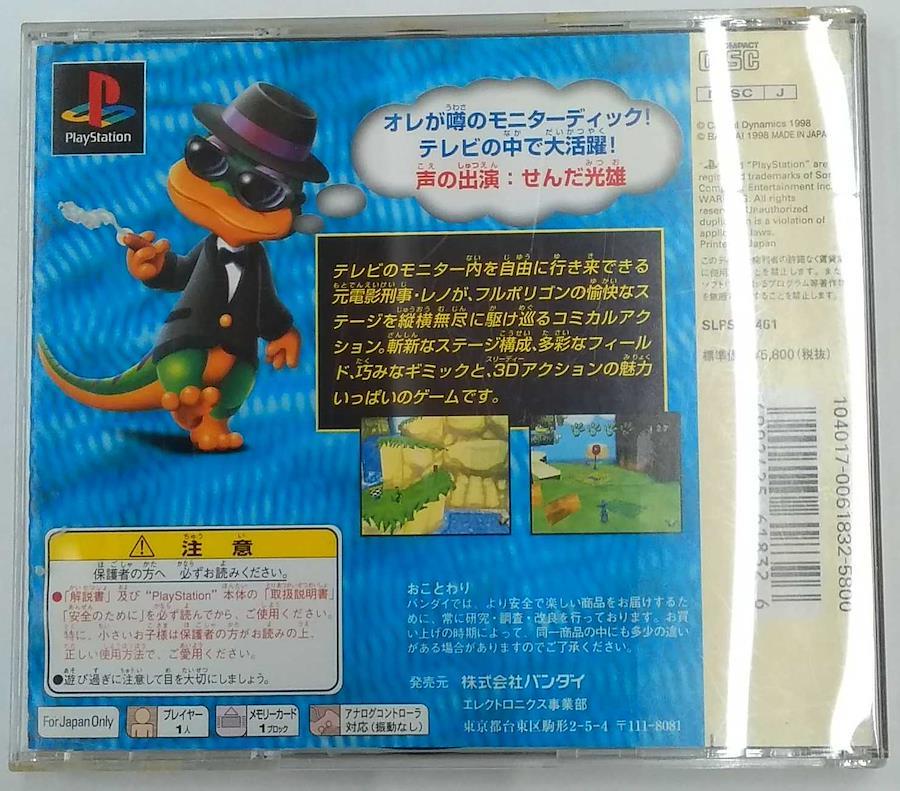 PlayStation
オレが噂のモニターディック!
テレビの中で大活躍!
声の出演:せんだ光雄
テレビのモニター内を自由に行き来できる
元電影刑事・レノが、フルポリゴンの愉快なス
テージを縦横無尽に駆け巡るコミカルアク
ション。斬新なステージ構成、多彩なフィール
ド、巧みなギミックと、3Dアクションの魅力
いっぱいのゲームです。
COMPACT
DISC
J
Dynamics 1998
1998 MADE IN JAPAN
"PlayStation" are
trademarks of
Entertainment Inc.
All rights
Unauthorized
duplication is a violation of
laws.
Japan
SLPS
5,800(税抜)
104017-0061832-5800
注 意
保護者の方へ 必ずお読みください。
●「解説書」及び“PlayStation”本体の「取扱説明書」
「安全のために」を必ず読んでから、ご使用ください。
特に、小さいお子様は保護者の方がお読みの上、
正しい使用方法で、ご愛用ください。
●遊び過ぎに注意して目を大切にしましょう。
おことわり
バンダイでは、より安全で楽しい商品をお届けするた
めに、常に研究・調査・改良を行っております。お買
い上げの時期によって、同一商品の中にも多少の違い
がある場合がありますのでご了承ください。
発売元 株式会社バンダイ
エレクトロニクス事業部
東京都台東区駒形2-5-4 〒111-8081
For Japan Only
プレイヤー
1人
メモリーカード
1ブロック
アナログコントローラ
対応(振動なし)